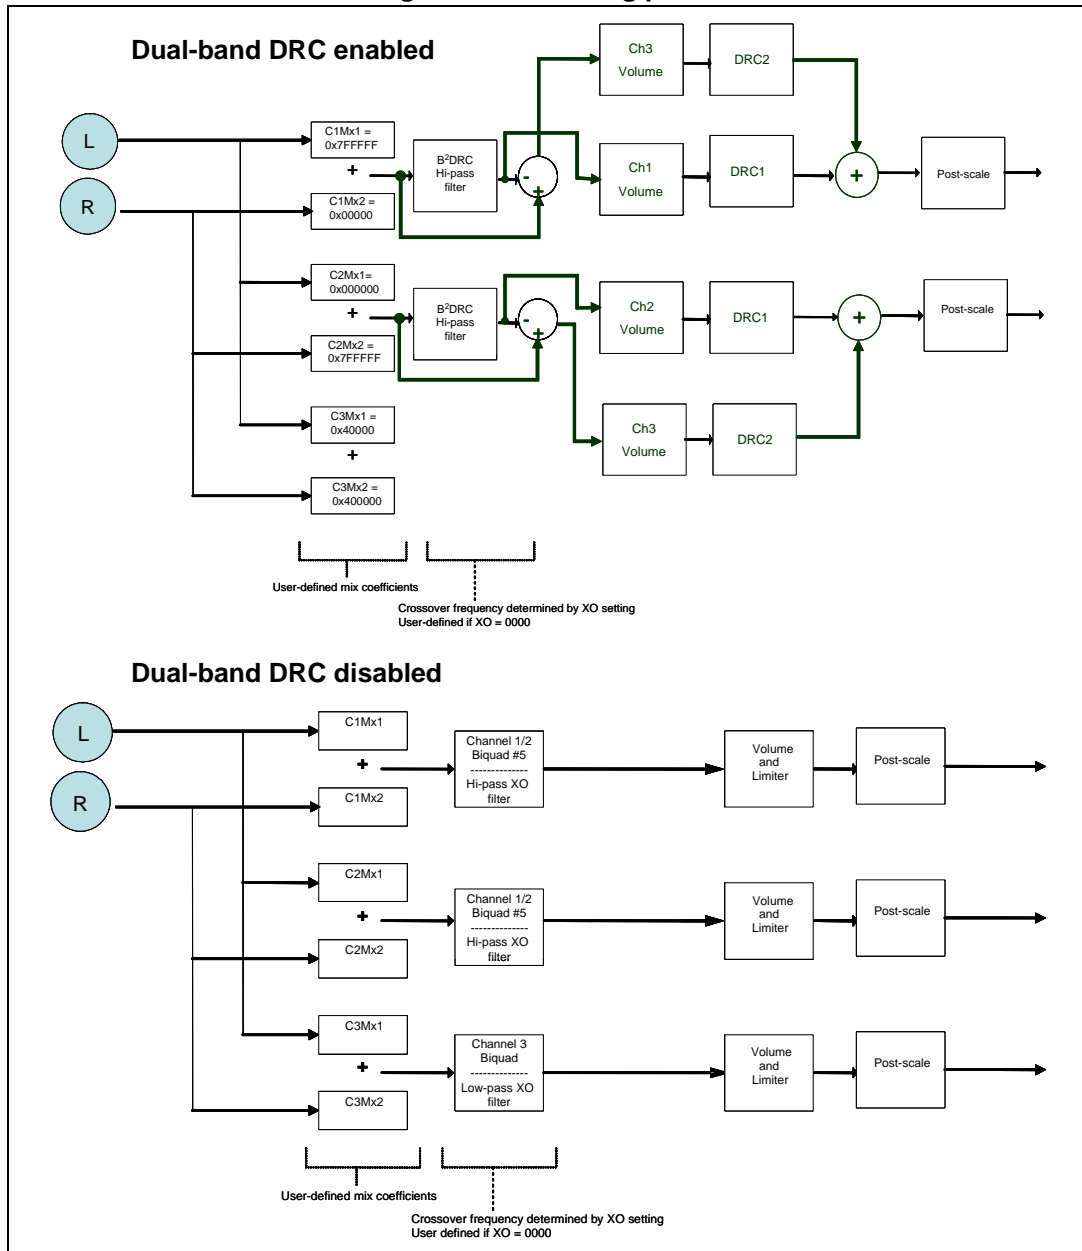 Dual-band DRC enabled
L
R
C1Mx1 =
0x7FFFFF
+
C1Mx2 =
0x00000
B²DRC
Hi-pass
filter
-
+
Ch3
Volume
DRC2
Ch1
Volume
DRC1
+
Post-scale
C2Mx1=
0x000000
+
C2Mx2 =
0x7FFFFF
B²DRC
Hi-pass
filter
-
+
Ch2
Volume
DRC1
+
Post-scale
Ch3
Volume
DRC2
C3Mx1 =
0x40000
+
C3Mx2 =
0x400000
User-defined mix coefficients
Crossover frequency determined by XO setting
User-defined if XO = 0000
Dual-band DRC disabled
L
R
C1Mx1
+
C1Mx2
Channel 1/2
Biquad #5
--------------
Hi-pass XO
filter
Volume
and
Limiter
Post-scale
C2Mx1
+
C2Mx2
Channel 1/2
Biquad #5
--------------
Hi-pass XO
filter
Volume
and
Limiter
Post-scale
C3Mx1
+
C3Mx2
Channel 3
Biquad
--------------
Low-pass XO
filter
Volume
and
Limiter
Post-scale
User-defined mix coefficients
Crossover frequency determined by XO setting
User defined if XO = 0000